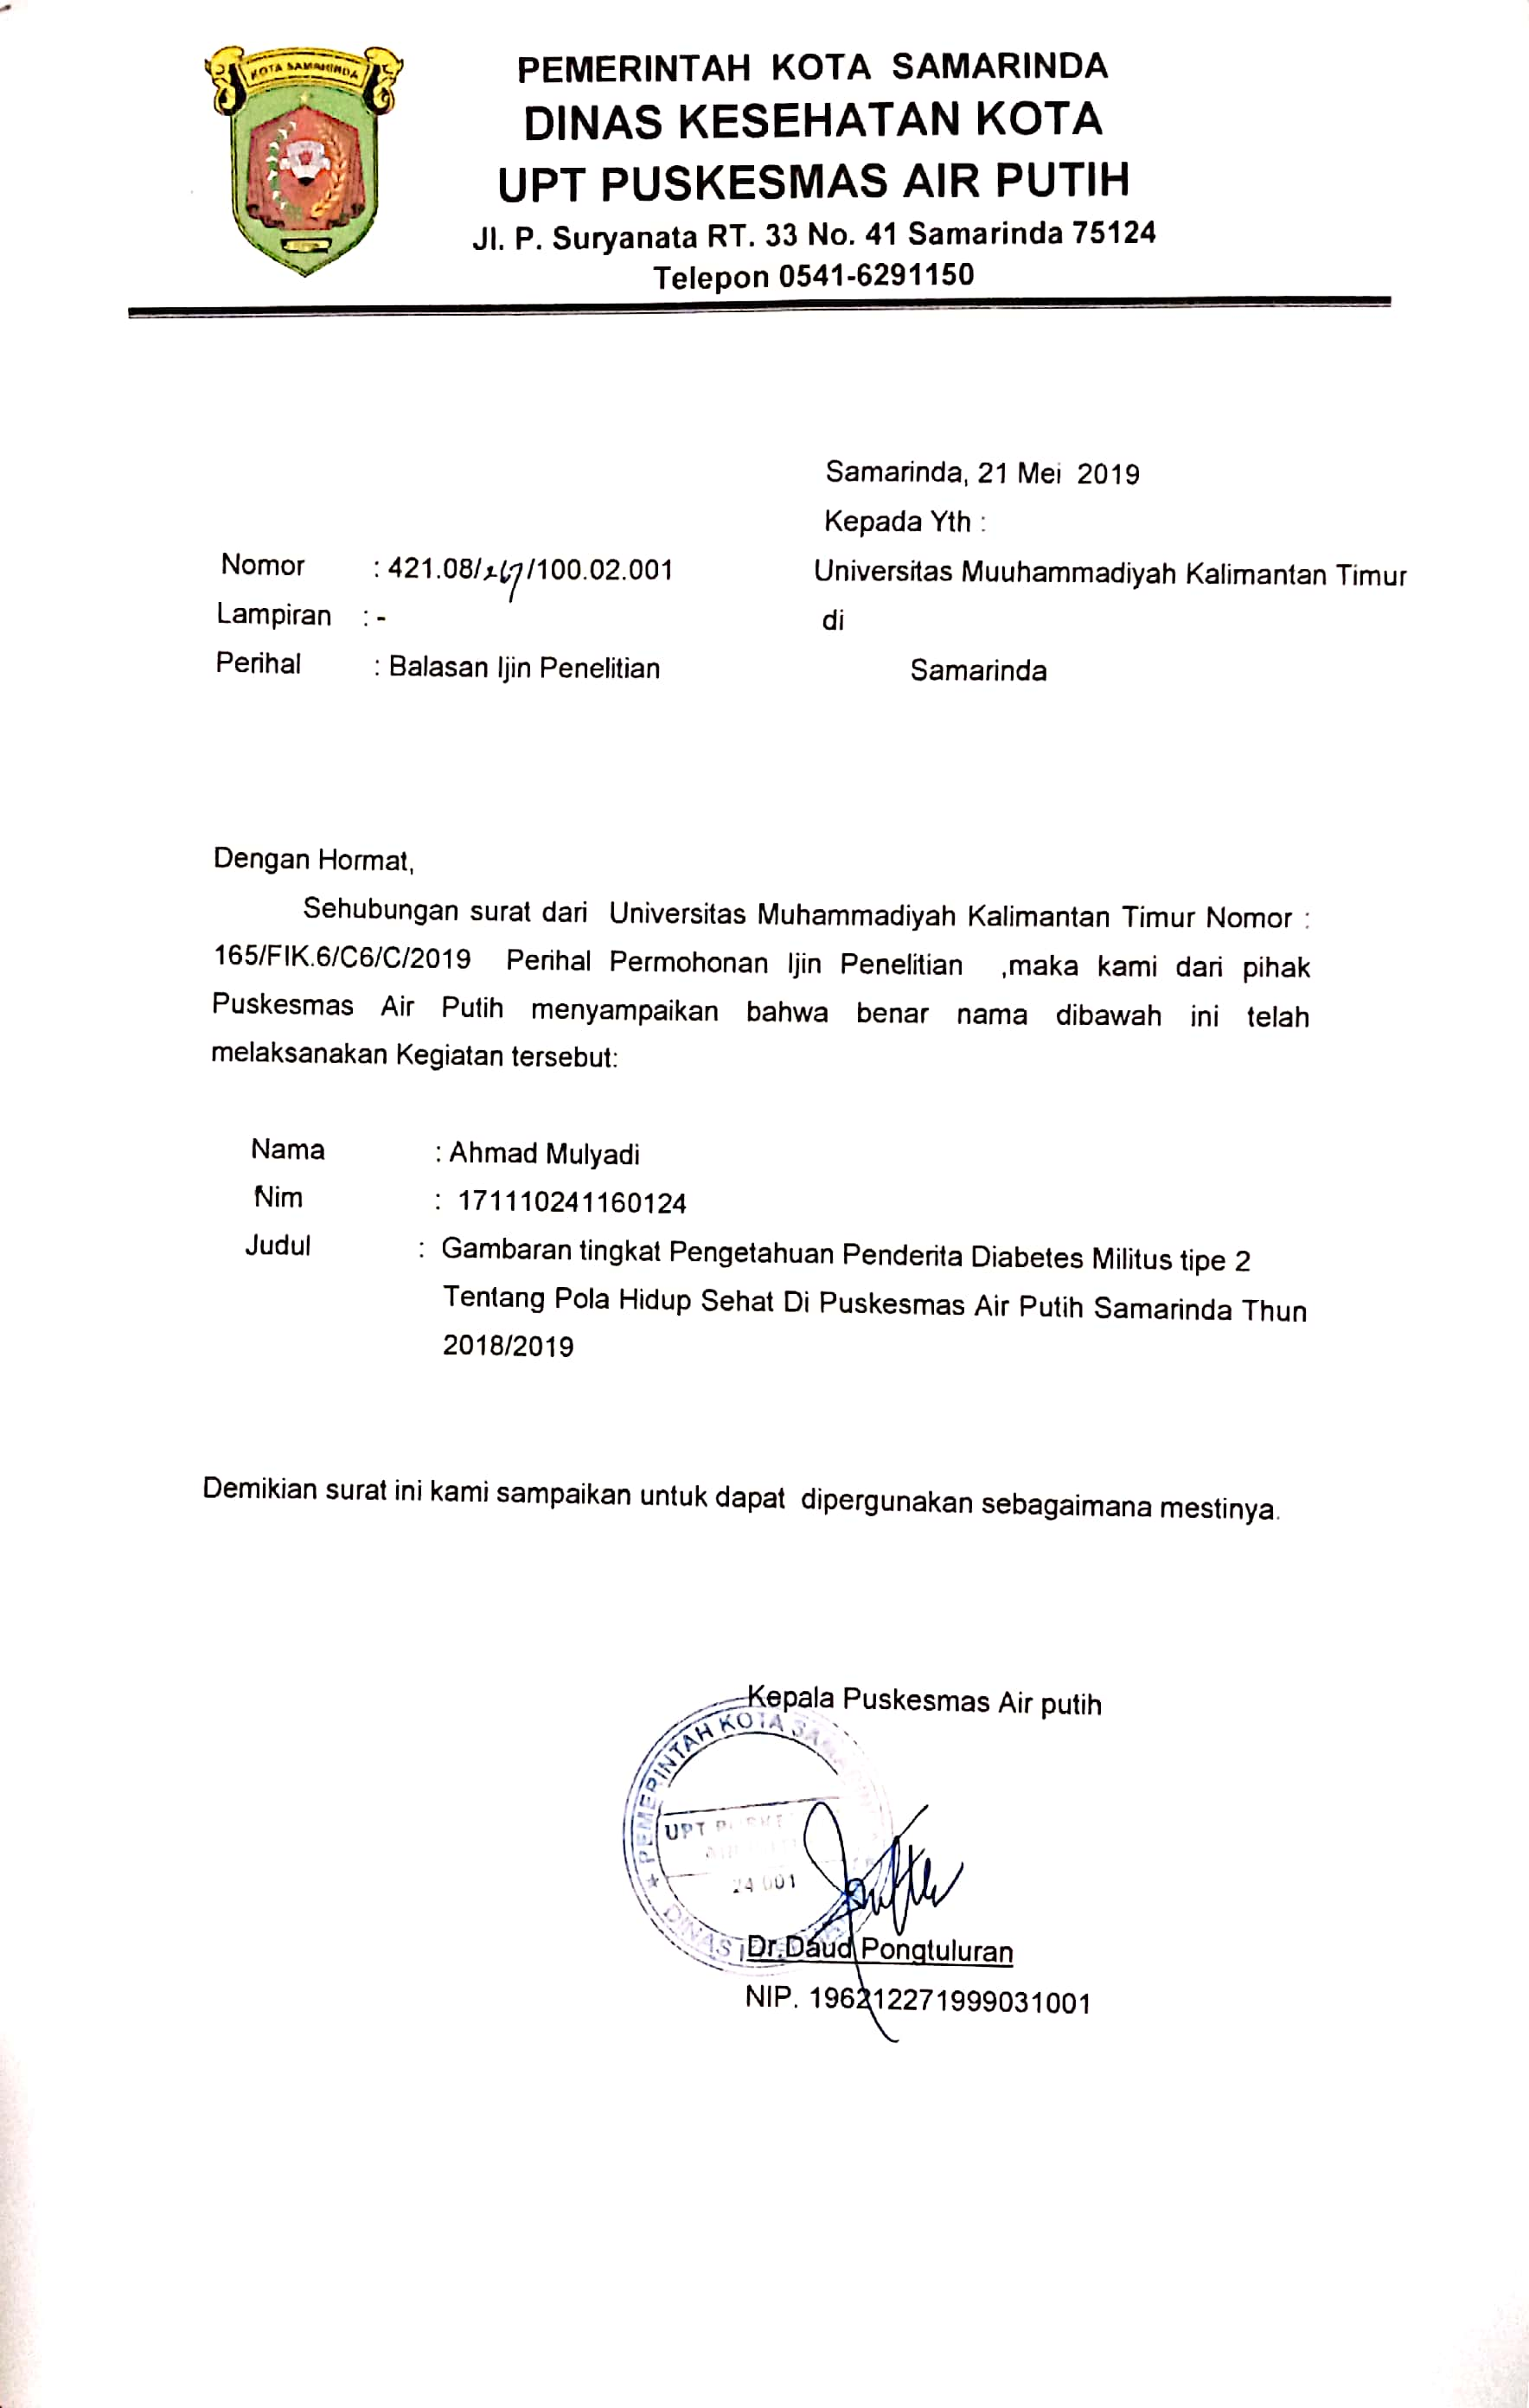 KOTA SAMARINDA
PEMERINTAH KOTA SAMARINDA
DINAS KESEHATAN KOTA
UPT PUSKESMAS AIR PUTIH
Jl. P. Suryanata RT. 33 No. 41 Samarinda 75124
Telepon 0541-6291150
Samarinda, 21 Mei 2019
Kepada Yth :
Nomor : 421.08/ /100.02.001
Universitas Muuhammadiyah Kalimantan Timur
Lampiran : -
di
Perihal : Balasan Ijin Penelitian
Samarinda
Dengan Hormat,
Sehubungan surat dari Universitas Muhammadiyah Kalimantan Timur Nomor :
165/FIK.6/C6/C/2019 Perihal Permohonan Ijin Penelitian ,maka kami dari pihak
Puskesmas Air Putih menyampaikan bahwa benar nama dibawah ini telah
melaksanakan Kegiatan tersebut:
Nama : Ahmad Mulyadi
Nim : 171110241160124
Judul : Gambaran tingkat Pengetahuan Penderita Diabetes Militus tipe 2
Tentang Pola Hidup Sehat Di Puskesmas Air Putih Samarinda Thun
2018/2019
Demikian surat ini kami sampaikan untuk dapat dipergunakan sebagaimana mestinya.
Kepala Puskesmas Air putih
PEMERINTAH KOTA
UPT
24 001
DINAS
Dr.Daud Pongtuluran
NIP. 196212271999031001